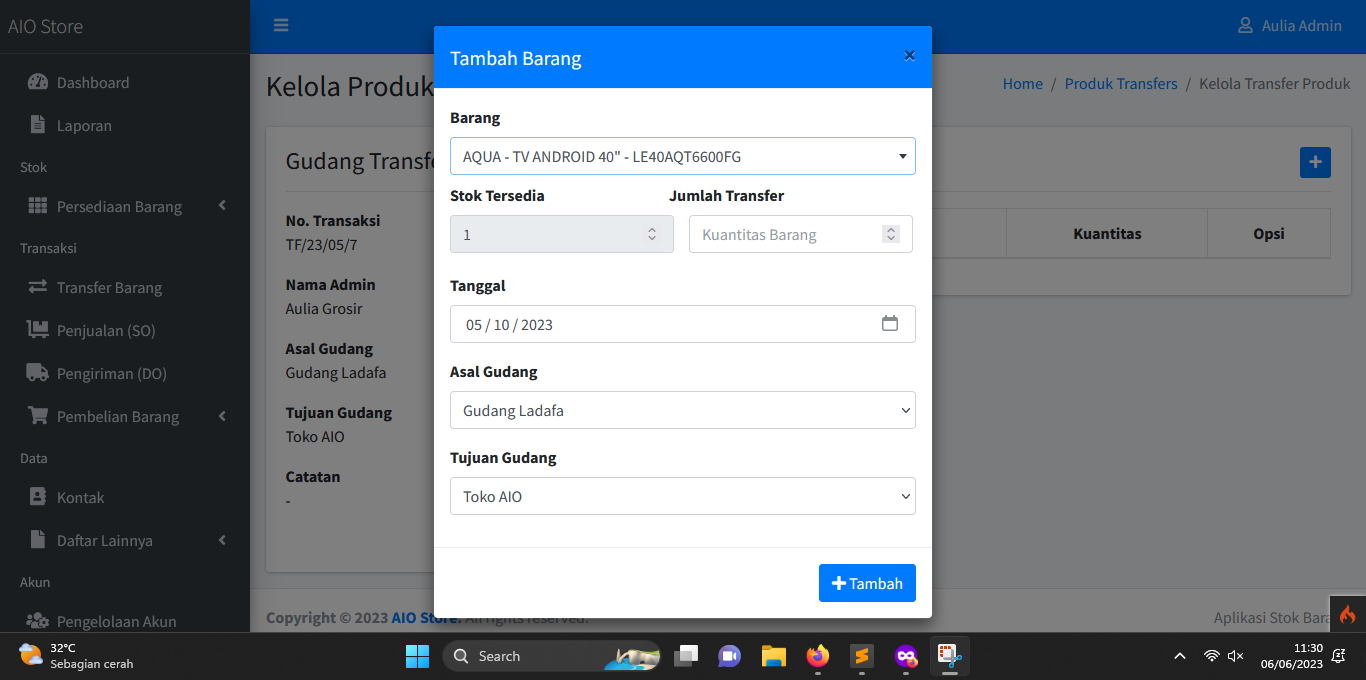 AIO Store
Aulia Admin
Dashboard
Laporan
Stok
Persediaan Barang
Transaksi
Transfer Barang
Penjualan (SO)
Pengiriman (DO)
Pembelian Barang
Data
Kontak
Daftar Lainnya
Akun
Pengelolaan Akun
Kelola Produk
Home / Produk Transfers / Kelola Transfer Produk
Gudang Transfe
No. Transaksi
TF/23/05/7
Nama Admin
Aulia Grosir
Asal Gudang
Gudang Ladafa
Tujuan Gudang
Toko AIO
Catatan
-
Kuantitas
Opsi
Tambah Barang
×
Barang
AQUA - TV ANDROID 40" - LE40AQT6600FG
Stok Tersedia
Jumlah Transfer
1
Kuantitas Barang
Tanggal
05 / 10 / 2023
Asal Gudang
Gudang Ladafa
Tujuan Gudang
Toko AIO
Tambah
Copyright © 2023 AIO Store. All rights reserved.
Aplikasi Stok Bara
32°C
Sebagian cerah
Search
11:30
06/06/2023